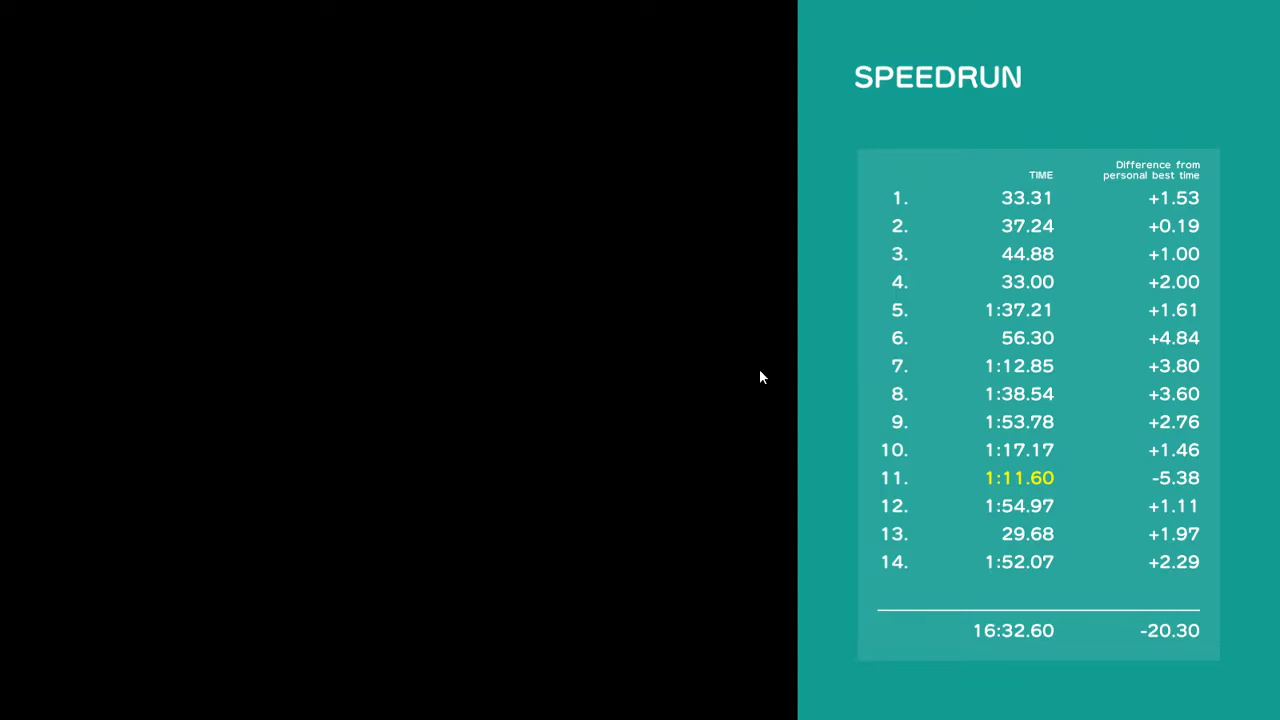 SPEEDRUN
TIME Difference from personal best time
1. 33.31 +1.53
2. 37.24 +0.19
3. 44.88 +1.00
4. 33.00 +2.00
5. 1:37.21 +1.61
6. 56.30 +4.84
7. 1:12.85 +3.80
8. 1:38.54 +3.60
9. 1:53.78 +2.76
10. 1:17.17 +1.46
11. 1:11.60 -5.38
12. 1:54.97 +1.11
13. 29.68 +1.97
14. 1:52.07 +2.29
16:32.60 -20.30